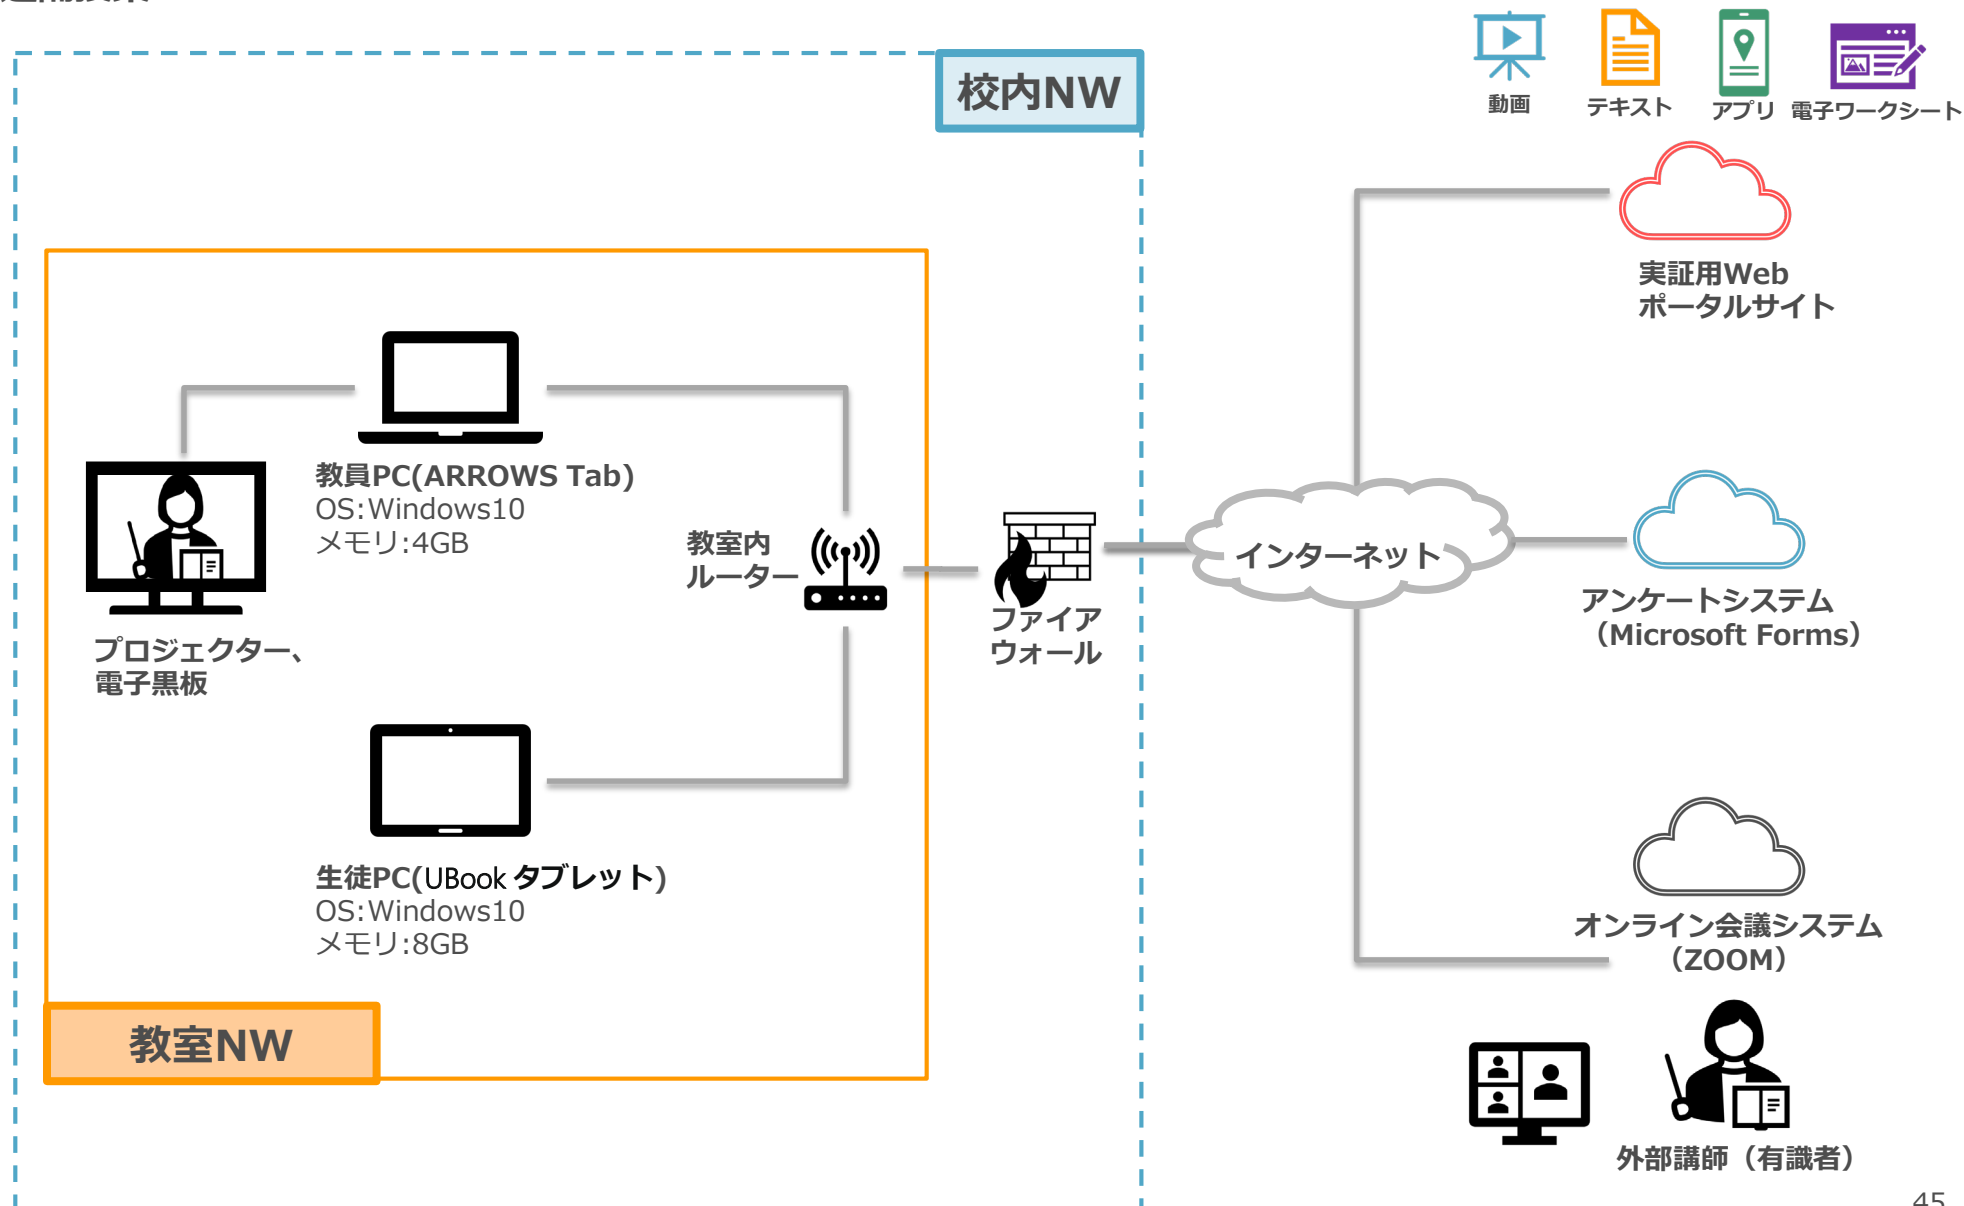 校内NW
動画
テキスト
アプリ
電子ワークシート
実証用Web
ポータルサイト
教員PC(ARROWS Tab)
OS:Windows10
メモリ:4GB
教室内
ルーター
インターネット
ファイア
ウォール
アンケートシステム
（Microsoft Forms）
プロジェクター、
電子黒板
生徒PC(UBook タブレット)
OS:Windows10
メモリ:8GB
オンライン会議システム
（ZOOM）
教室NW
外部講師（有識者）
45